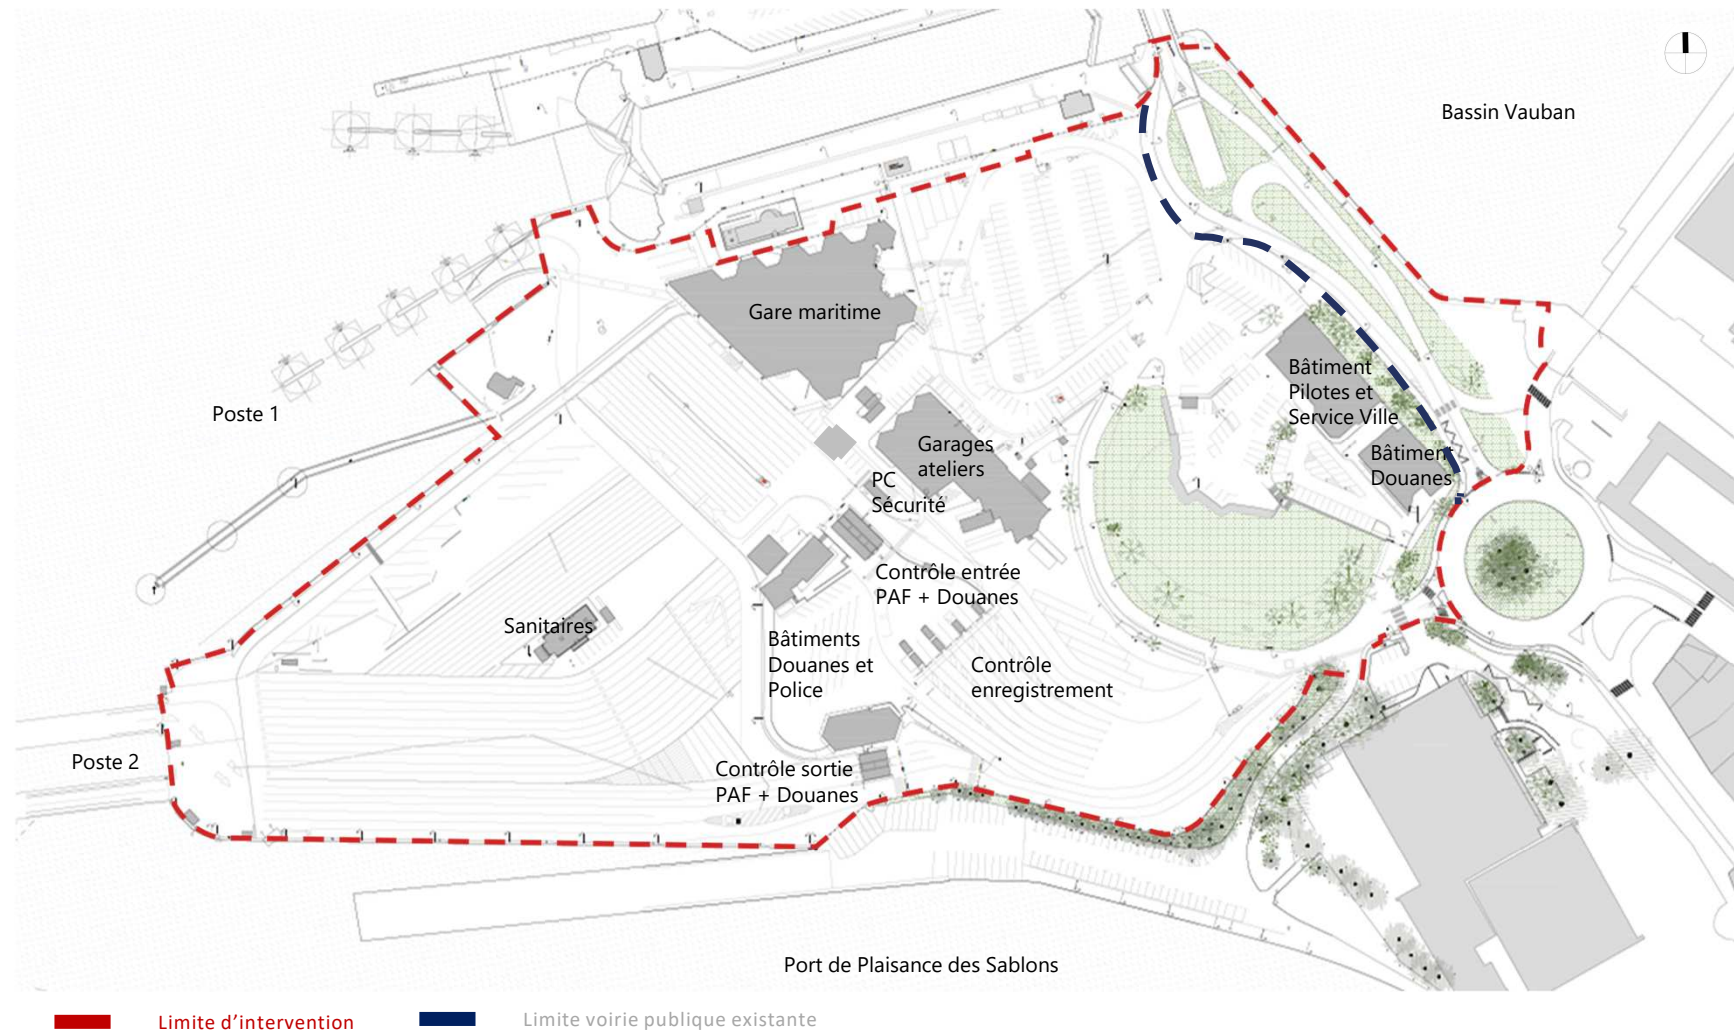 Bassin Vauban
Gare maritime
Bâtiment
Pilotes et
Service Ville
Poste 1
Garages
ateliers
Bâtiment
Douanes
PC
Sécurité
Contrôle entrée
PAF + Douanes
Sanitaires
Bâtiments
Douanes et
Police
Contrôle
enregistrement
Poste 2
Contrôle sortie
PAF + Douanes
Port de Plaisance des Sablons
Limite d’intervention
Limite voirie publique existante